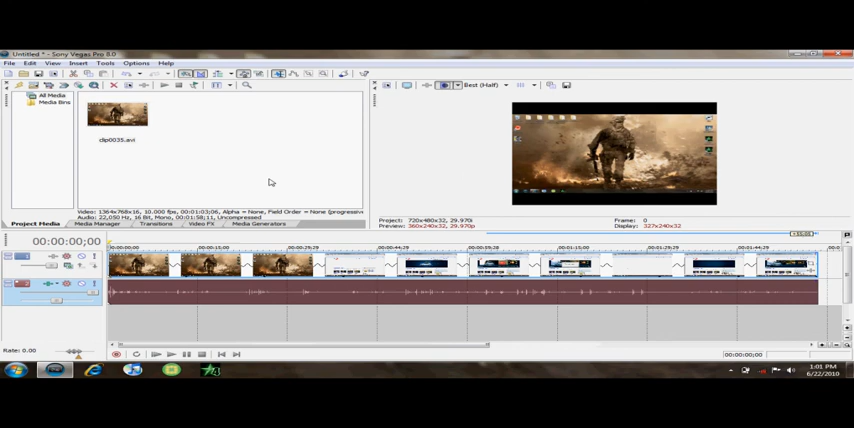 Untitled * - Sony Vegas Pro 8.0
File Edit View Insert Tools Options Help
All Media
Media Bins
clip0035.avi
Video: 1364x768x16, 10.000 fps, 00:01:03;06, Alpha = None, Field Order = None (progressive
Audio: 22,050 Hz, 16 Bit, Mono, 00:01:58;11, Uncompressed
Project Media Media Manager Transitions Video FX Media Generators
Best (Half)
Project: 720x480x32, 29.970i
Preview: 360x240x32, 29.970p
Frame: 0
Display: 327x240x32
00:00:00;00
00:00:00 00:00:15:00 00:00:29:29 00:00:44:29 00:00:59:28 00:01:15:00 00:01:29:29 00:01:44:29
Rate: 0.00
00:00:00;00
1:01 PM
6/22/2010